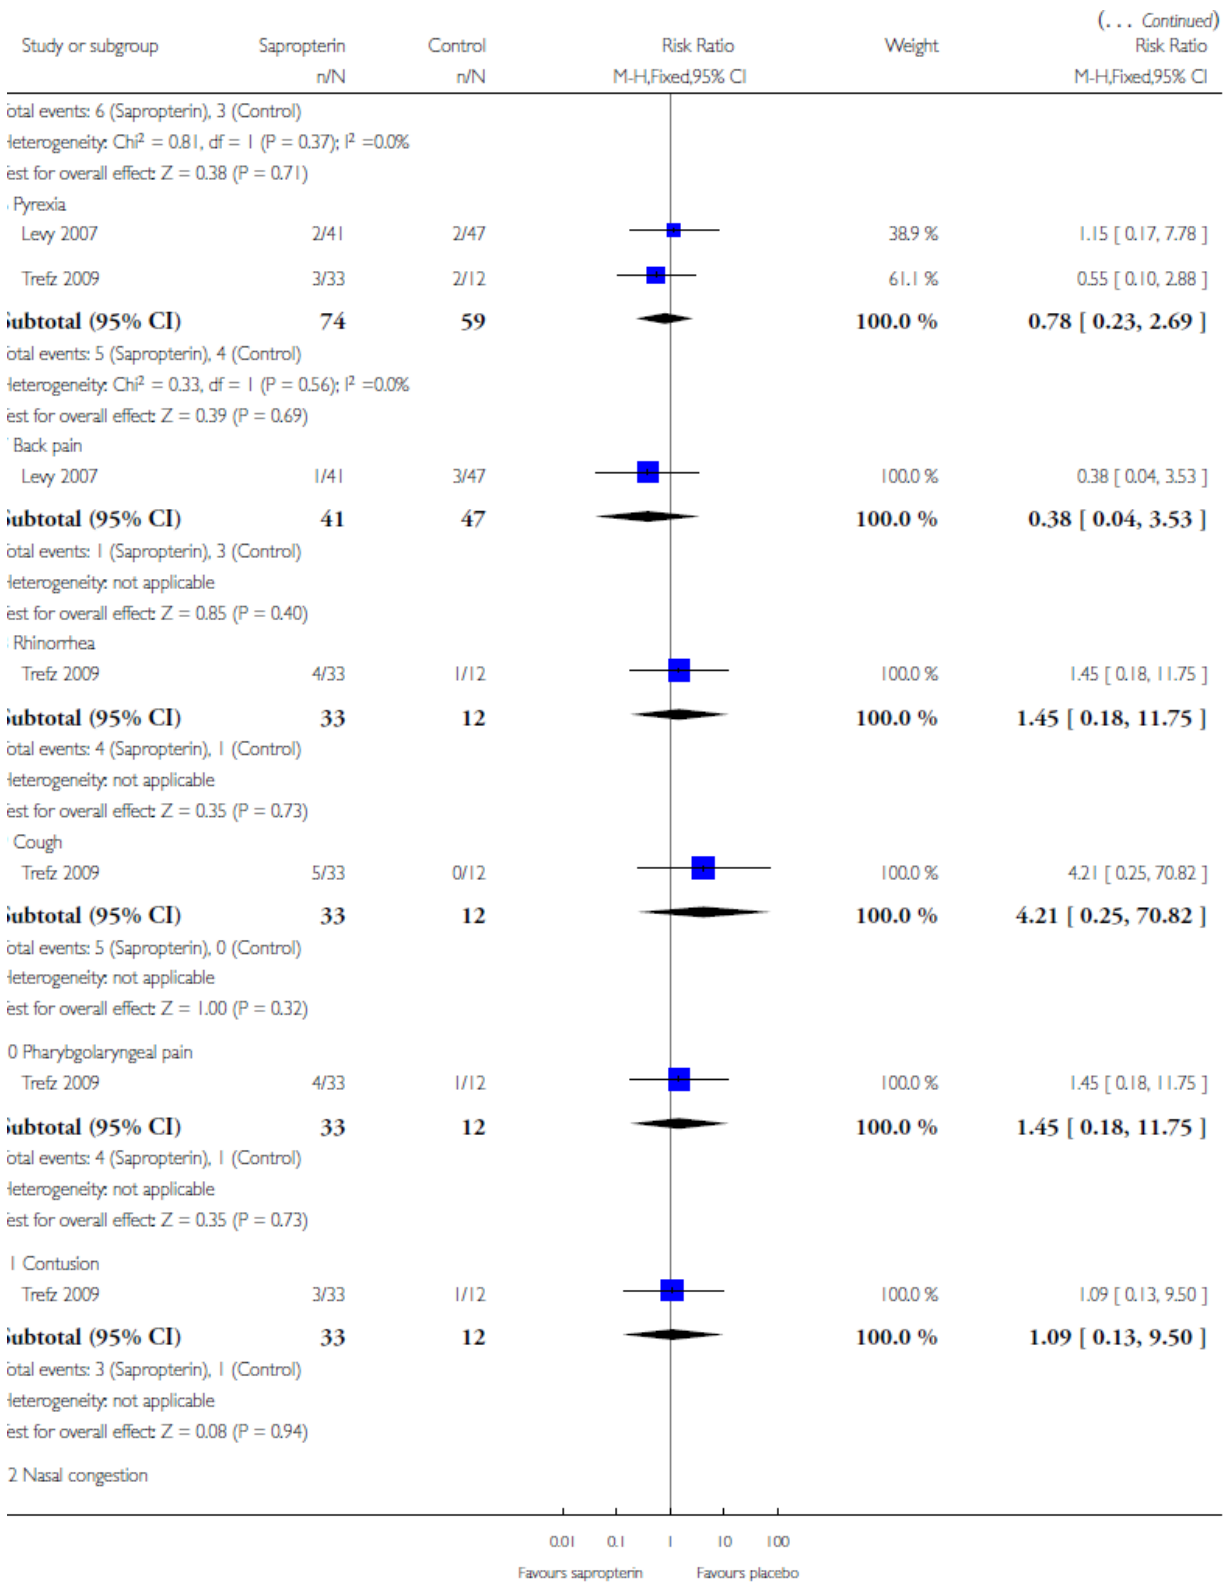 (... Continued)
Study or subgroup Sapropterin Control Risk Ratio Weight Risk Ratio
n/N n/N M-H,Fixed,95% CI M-H,Fixed,95% CI
otal events: 6 (Sapropterin), 3 (Control)
Heterogeneity: Chi² = 0.81, df = 1 (P = 0.37); I² =0.0%
est for overall effect: Z = 0.38 (P = 0.71)
Pyrexia
Levy 2007 2/41 2/47 38.9 % 1.15 [ 0.17, 7.78 ]
Trefz 2009 3/33 2/12 61.1 % 0.55 [ 0.10, 2.88 ]
ubtotal (95% CI) 74 59 100.0 % 0.78 [ 0.23, 2.69 ]
otal events: 5 (Sapropterin), 4 (Control)
Heterogeneity: Chi² = 0.33, df = 1 (P = 0.56); I² =0.0%
est for overall effect: Z = 0.39 (P = 0.69)
Back pain
Levy 2007 1/41 3/47 100.0 % 0.38 [ 0.04, 3.53 ]
ubtotal (95% CI) 41 47 100.0 % 0.38 [ 0.04, 3.53 ]
otal events: 1 (Sapropterin), 3 (Control)
Heterogeneity: not applicable
est for overall effect: Z = 0.85 (P = 0.40)
Rhinorrhea
Trefz 2009 4/33 1/12 100.0 % 1.45 [ 0.18, 11.75 ]
ubtotal (95% CI) 33 12 100.0 % 1.45 [ 0.18, 11.75 ]
otal events: 4 (Sapropterin), 1 (Control)
Heterogeneity: not applicable
est for overall effect: Z = 0.35 (P = 0.73)
Cough
Trefz 2009 5/33 0/12 100.0 % 4.21 [ 0.25, 70.82 ]
ubtotal (95% CI) 33 12 100.0 % 4.21 [ 0.25, 70.82 ]
otal events: 5 (Sapropterin), 0 (Control)
Heterogeneity: not applicable
est for overall effect: Z = 1.00 (P = 0.32)
0 Pharybgolaryngeal pain
Trefz 2009 4/33 1/12 100.0 % 1.45 [ 0.18, 11.75 ]
ubtotal (95% CI) 33 12 100.0 % 1.45 [ 0.18, 11.75 ]
otal events: 4 (Sapropterin), 1 (Control)
Heterogeneity: not applicable
est for overall effect: Z = 0.35 (P = 0.73)
1 Contusion
Trefz 2009 3/33 1/12 100.0 % 1.09 [ 0.13, 9.50 ]
ubtotal (95% CI) 33 12 100.0 % 1.09 [ 0.13, 9.50 ]
otal events: 3 (Sapropterin), 1 (Control)
Heterogeneity: not applicable
est for overall effect: Z = 0.08 (P = 0.94)
2 Nasal congestion
0.01 0.1 1 10 100
Favours sapropterin Favours placebo